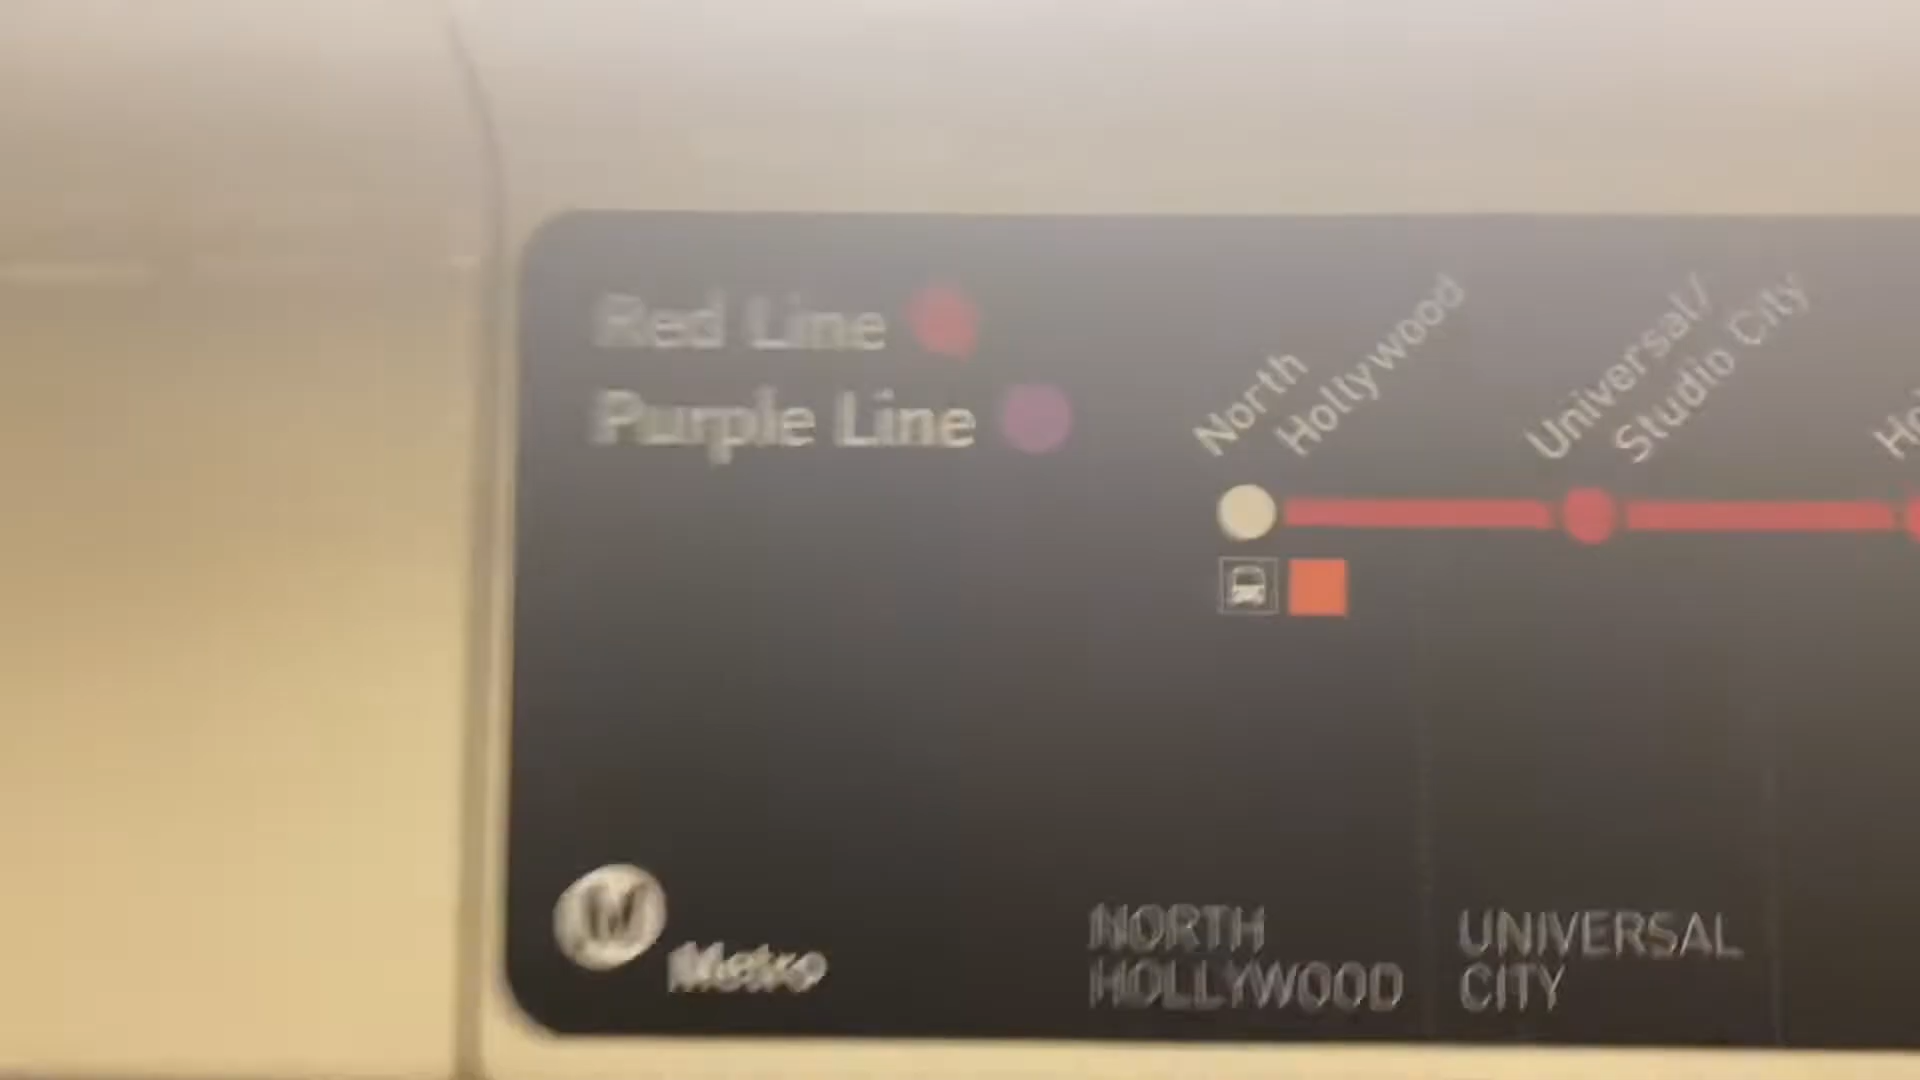 Red Line
Purple Line
North
Hollywood
Universal/
Studio City
M
Metro
NORTH
HOLLYWOOD
UNIVERSAL
CITY